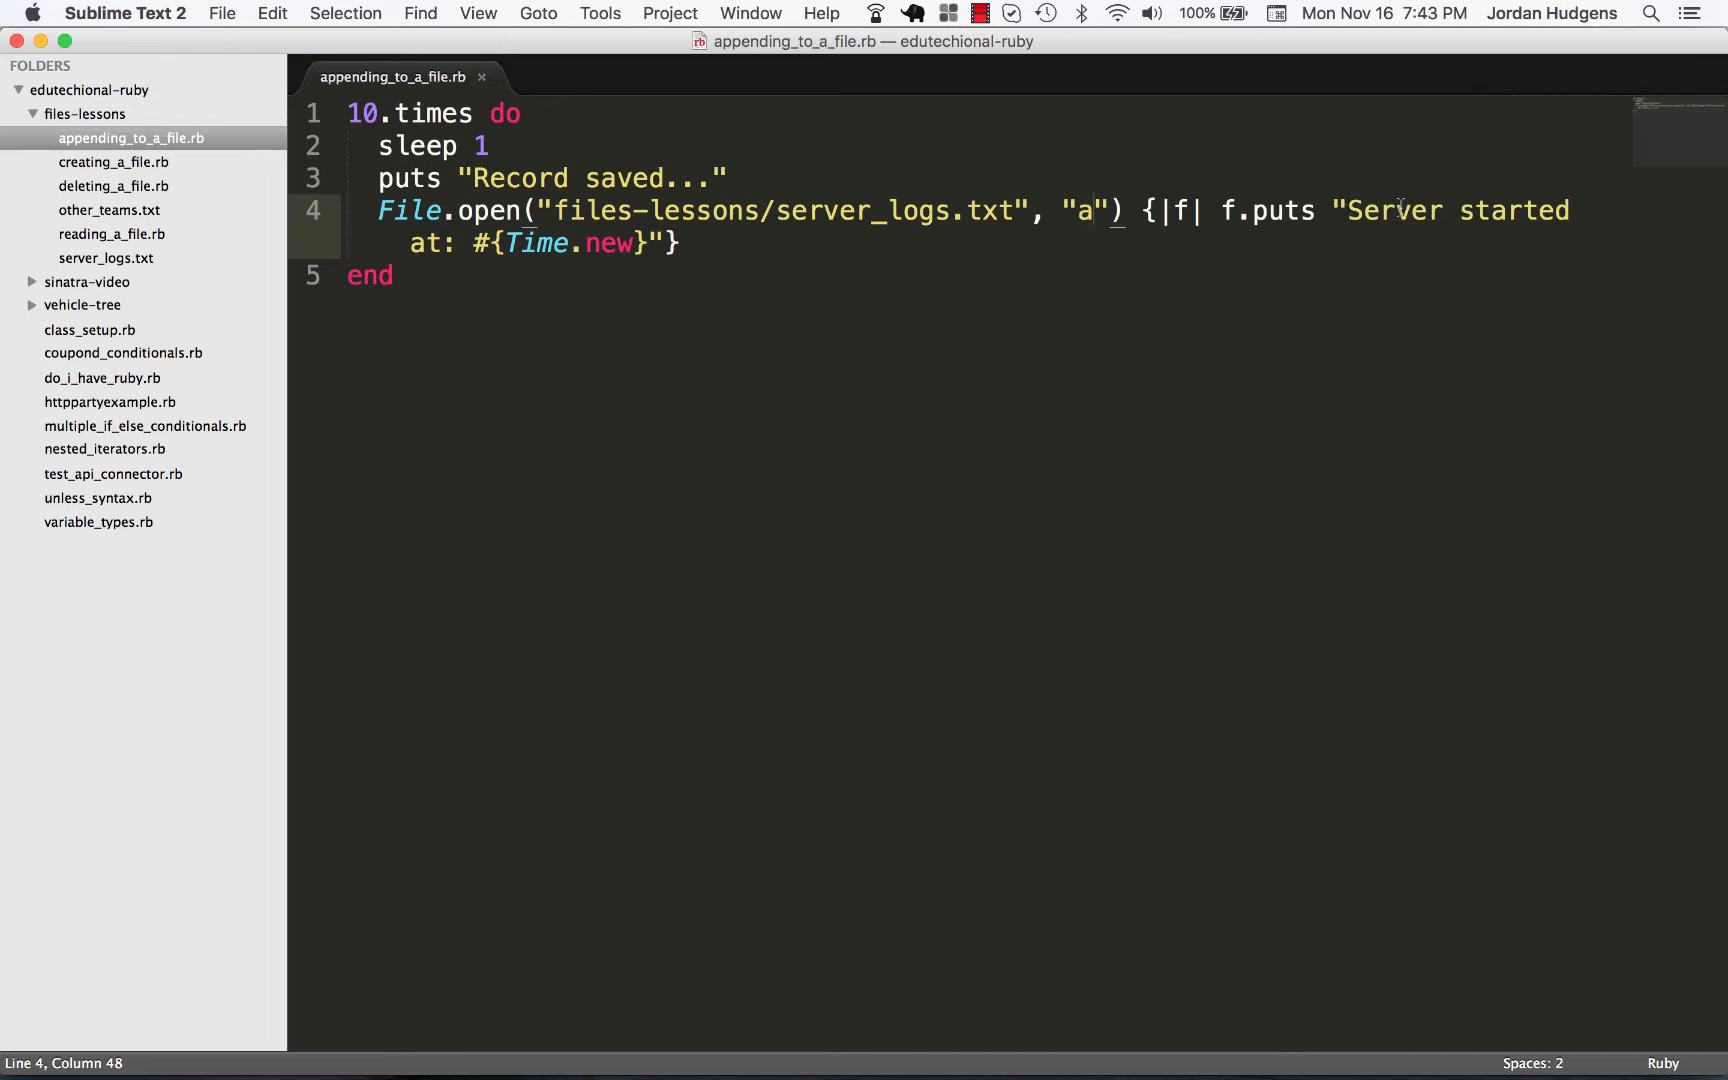 Sublime Text 2 File Edit Selection Find View Goto Tools Project Window Help 100% Mon Nov 16 7:43 PM Jordan Hudgens
appending_to_a_file.rb — edutechional-ruby
FOLDERS
edutechional-ruby
files-lessons
appending_to_a_file.rb
creating_a_file.rb
deleting_a_file.rb
other_teams.txt
reading_a_file.rb
server_logs.txt
sinatra-video
vehicle-tree
class_setup.rb
coupond_conditionals.rb
do_i_have_ruby.rb
httppartyexample.rb
multiple_if_else_conditionals.rb
nested_iterators.rb
test_api_connector.rb
unless_syntax.rb
variable_types.rb
appending_to_a_file.rb ×
1 10.times do
2 sleep 1
3 puts "Record saved..."
4 File.open("files-lessons/server_logs.txt", "a") {|f| f.puts "Server started
at: #{Time.new}"}
5 end
Line 4, Column 48 Spaces: 2 Ruby